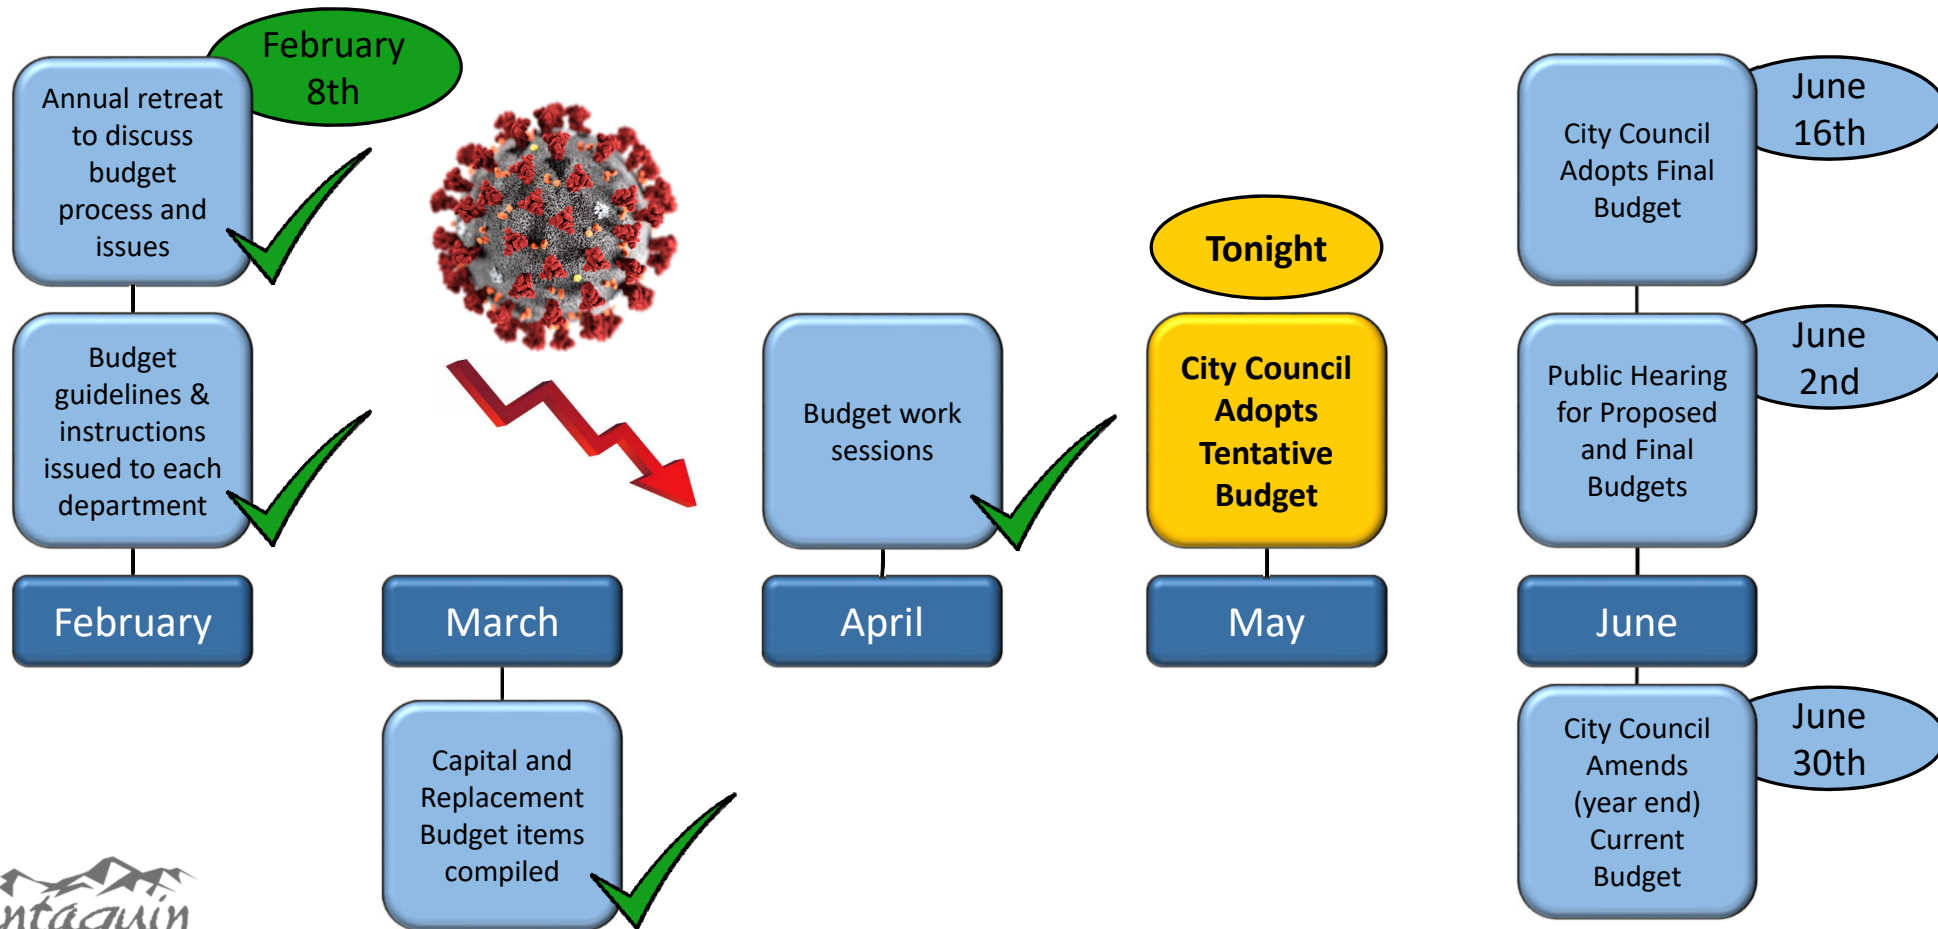 February
8th
Annual retreat
to discuss
budget
process and
issues
Budget
guidelines &
instructions
issued to each
department
February
March
Capital and
Replacement
Budget items
compiled
Budget work
sessions
April
Tonight
City Council
Adopts
Tentative
Budget
May
June
16th
City Council
Adopts Final
Budget
June
2nd
Public Hearing
for Proposed
and Final
Budgets
June
June
30th
City Council
Amends
(year end)
Current
Budget
ntaquin